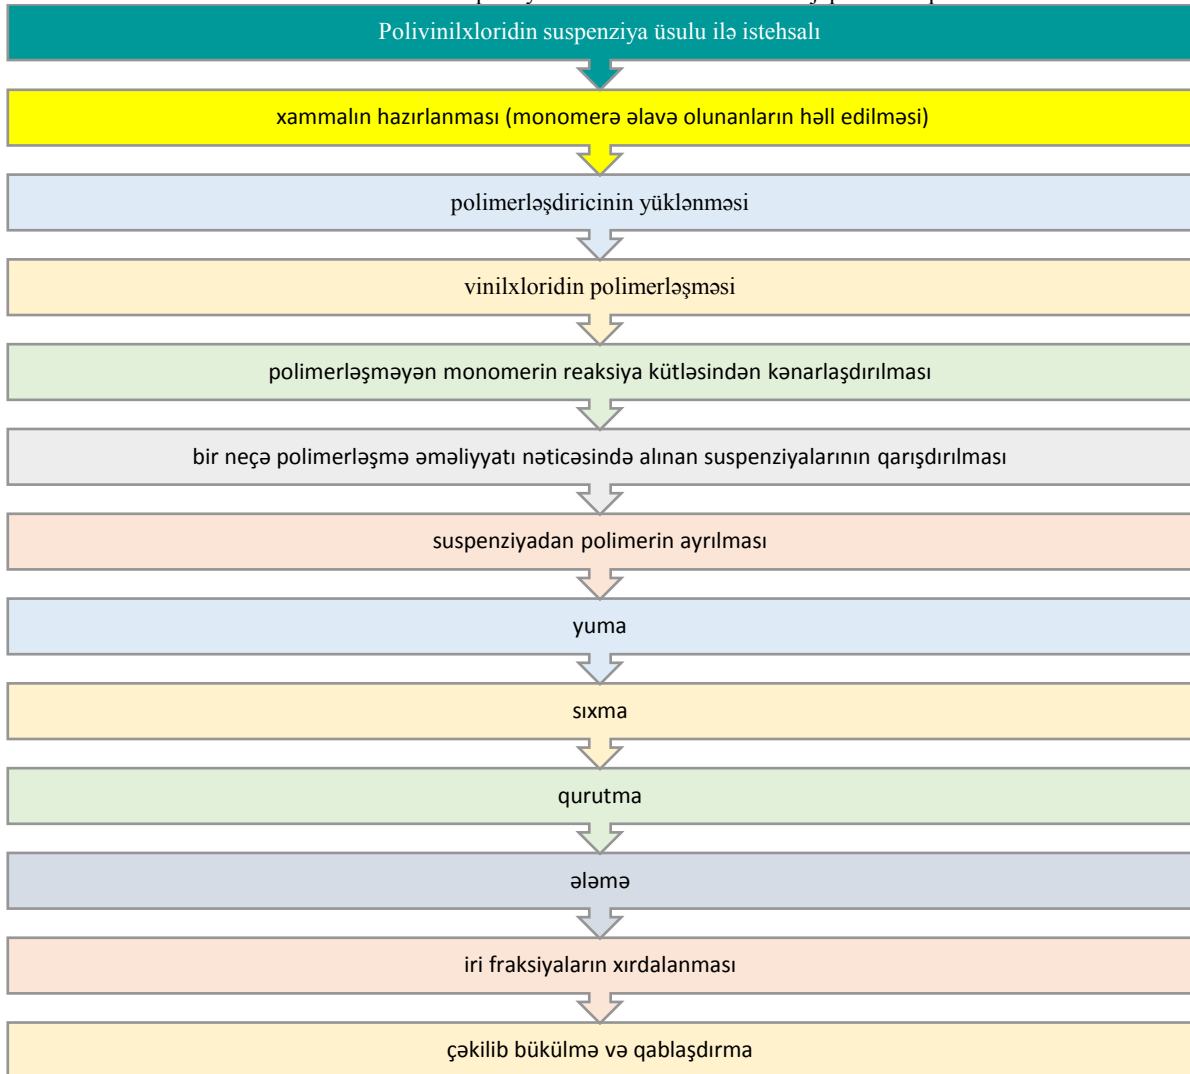 Polivinilxloridin suspenziya üsulu ilə istehsalı
xammalın hazırlanması (monomerə əlavə olunanların həll edilməsi)
polimerləşdiricinin yüklənməsi
vinilxloridin polimerləşməsi
polimerləşməyən monomerin reaksiya kütləsindən kənarlaşdırılması
bir neçə polimerləşmə əməliyyatı nəticəsində alınan suspenziyalarının qarışdırılması
suspenziyadan polimerin ayrılması
yuma
sıxma
qurutma
ələmə
iri fraksiyaların xırdalanması
çəkilib bükülmə və qablaşdırma